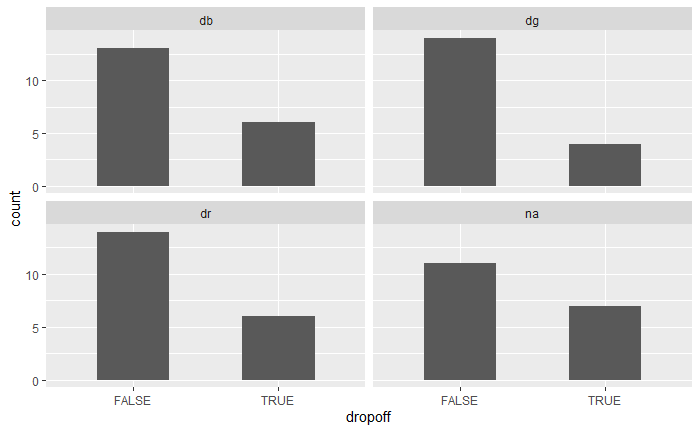 db dg
10
5
0
count
dr na
10
5
0
FALSE TRUE FALSE TRUE
dropoff